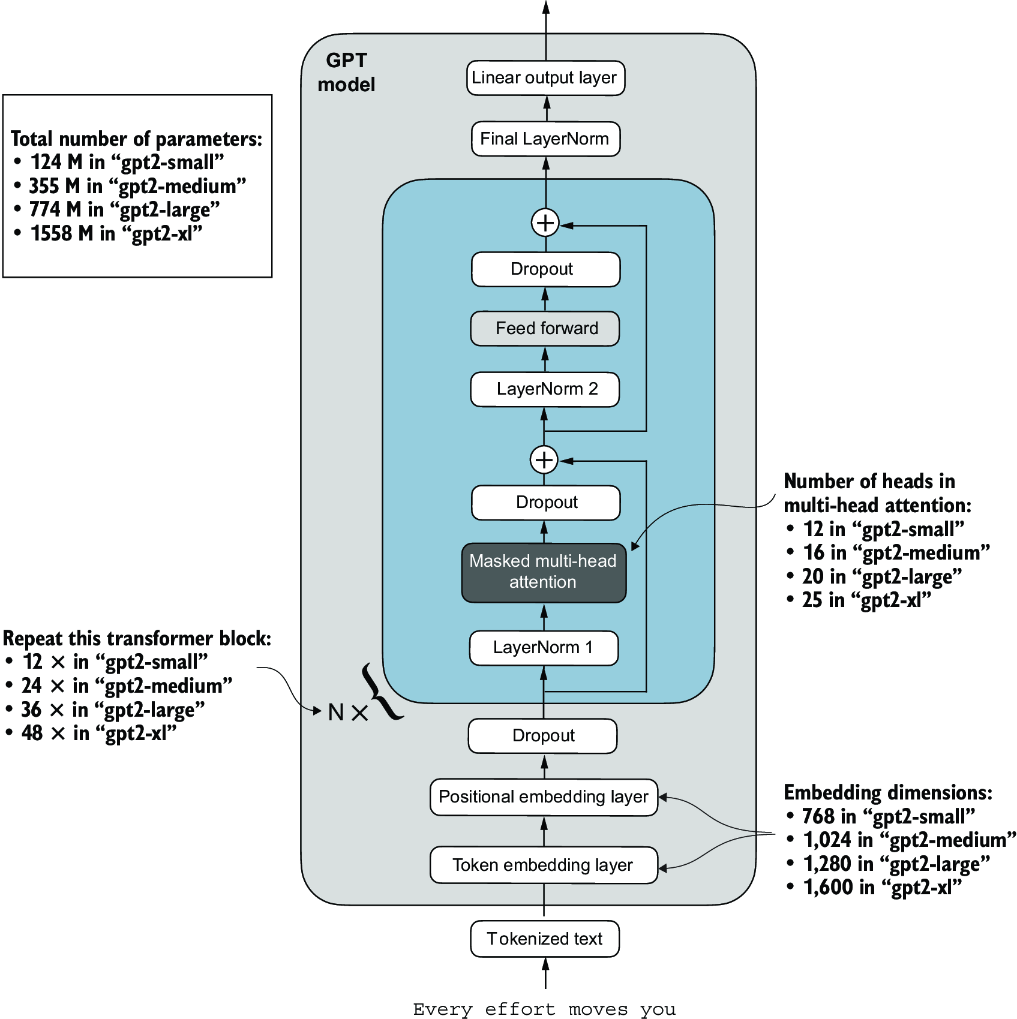 GPT
model
Linear output layer
Final LayerNorm
Total number of parameters:
• 124 M in “gpt2-small”
• 355 M in “gpt2-medium”
• 774 M in “gpt2-large”
• 1558 M in “gpt2-xl”
+
Dropout
Feed forward
LayerNorm 2
+
Dropout
Masked multi-head
attention
LayerNorm 1
Number of heads in
multi-head attention:
• 12 in “gpt2-small”
• 16 in “gpt2-medium”
• 20 in “gpt2-large”
• 25 in “gpt2-xl”
Repeat this transformer block:
• 12 × in “gpt2-small”
• 24 × in “gpt2-medium”
• 36 × in “gpt2-large”
• 48 × in “gpt2-xl”
N × {
Dropout
Positional embedding layer
Token embedding layer
Embedding dimensions:
• 768 in “gpt2-small”
• 1,024 in “gpt2-medium”
• 1,280 in “gpt2-large”
• 1,600 in “gpt2-xl”
Tokenized text
Every effort moves you